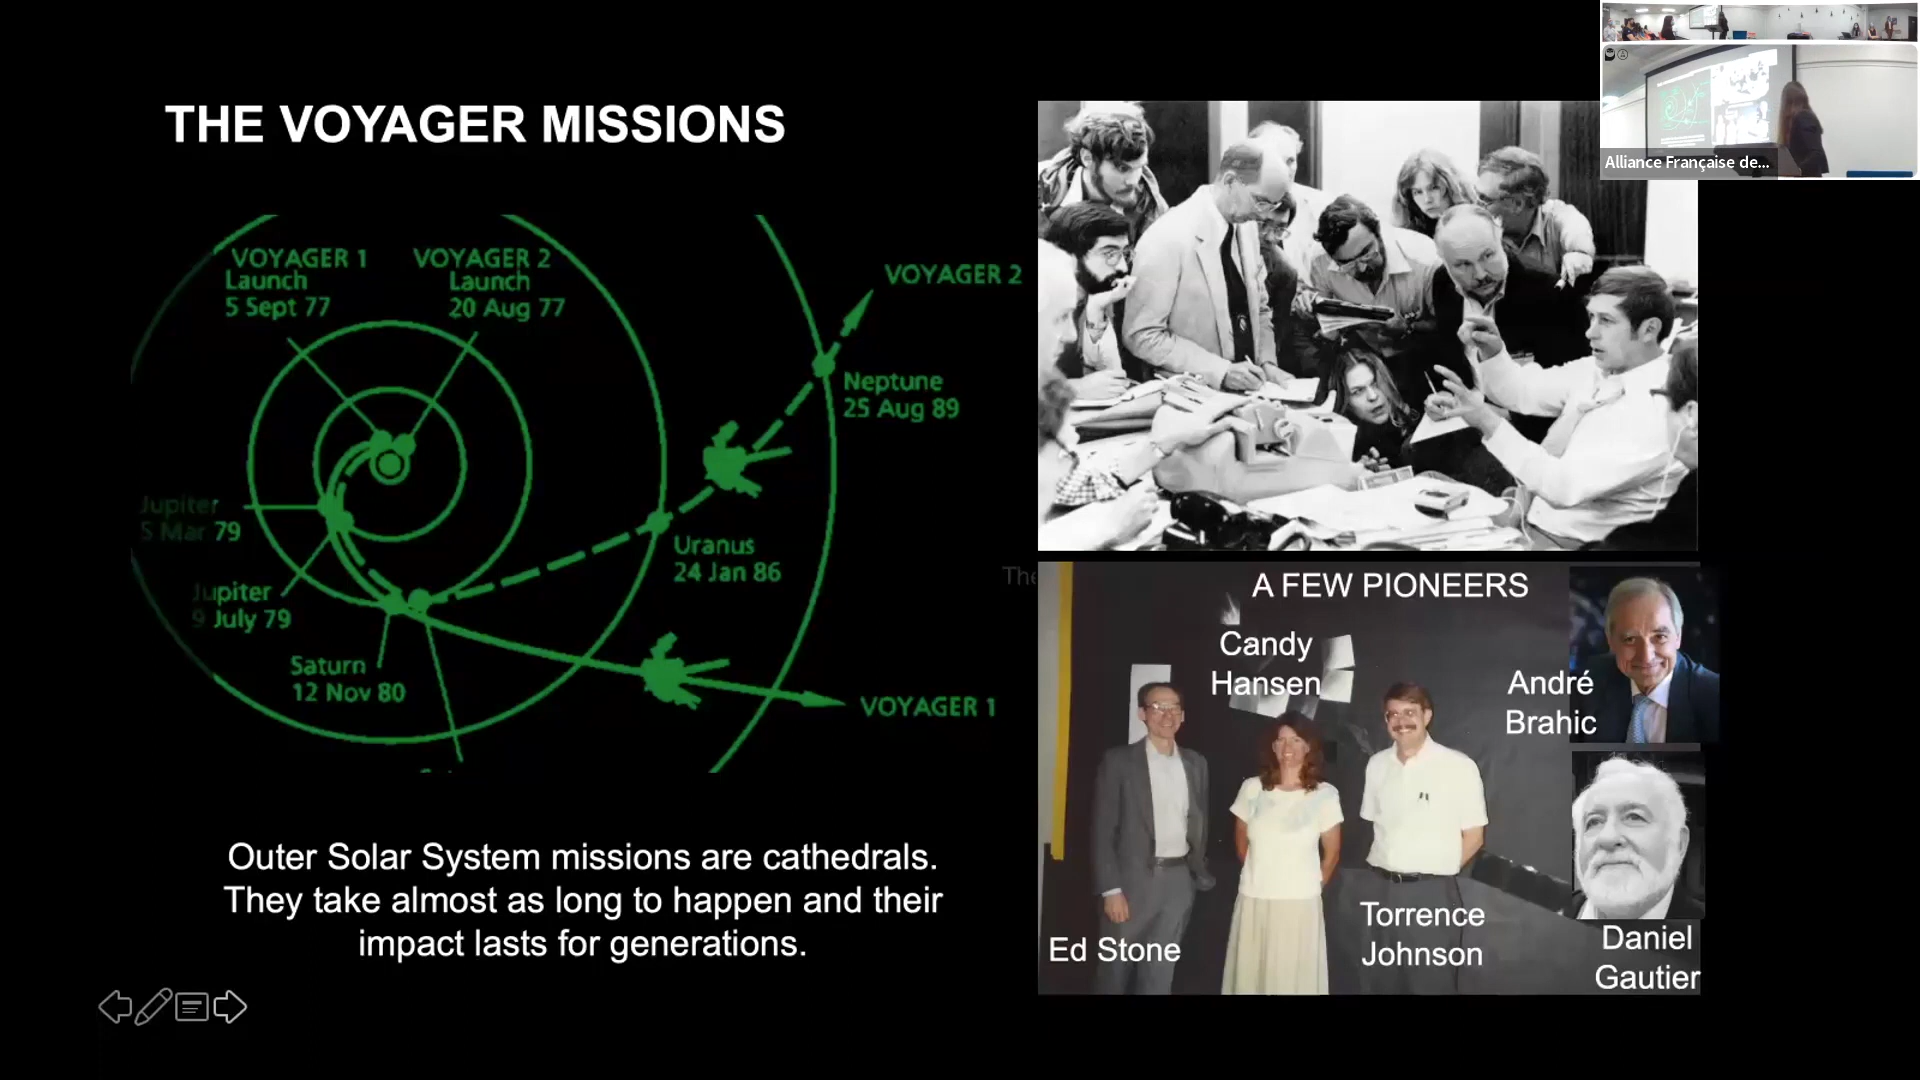 THE VOYAGER MISSIONS
VOYAGER 1
Launch
5 Sept 77
VOYAGER 2
Launch
20 Aug 77
VOYAGER 2
Neptune
25 Aug 89
Jupiter
5 Mar 79
Uranus
24 Jan 86
Jupiter
9 July 79
Saturn
12 Nov 80
VOYAGER 1
Outer Solar System missions are cathedrals.
They take almost as long to happen and their
impact lasts for generations.
Alliance Française de...
The
A FEW PIONEERS
Candy
Hansen
André
Brahic
Ed Stone
Torrence
Johnson
Daniel
Gautier